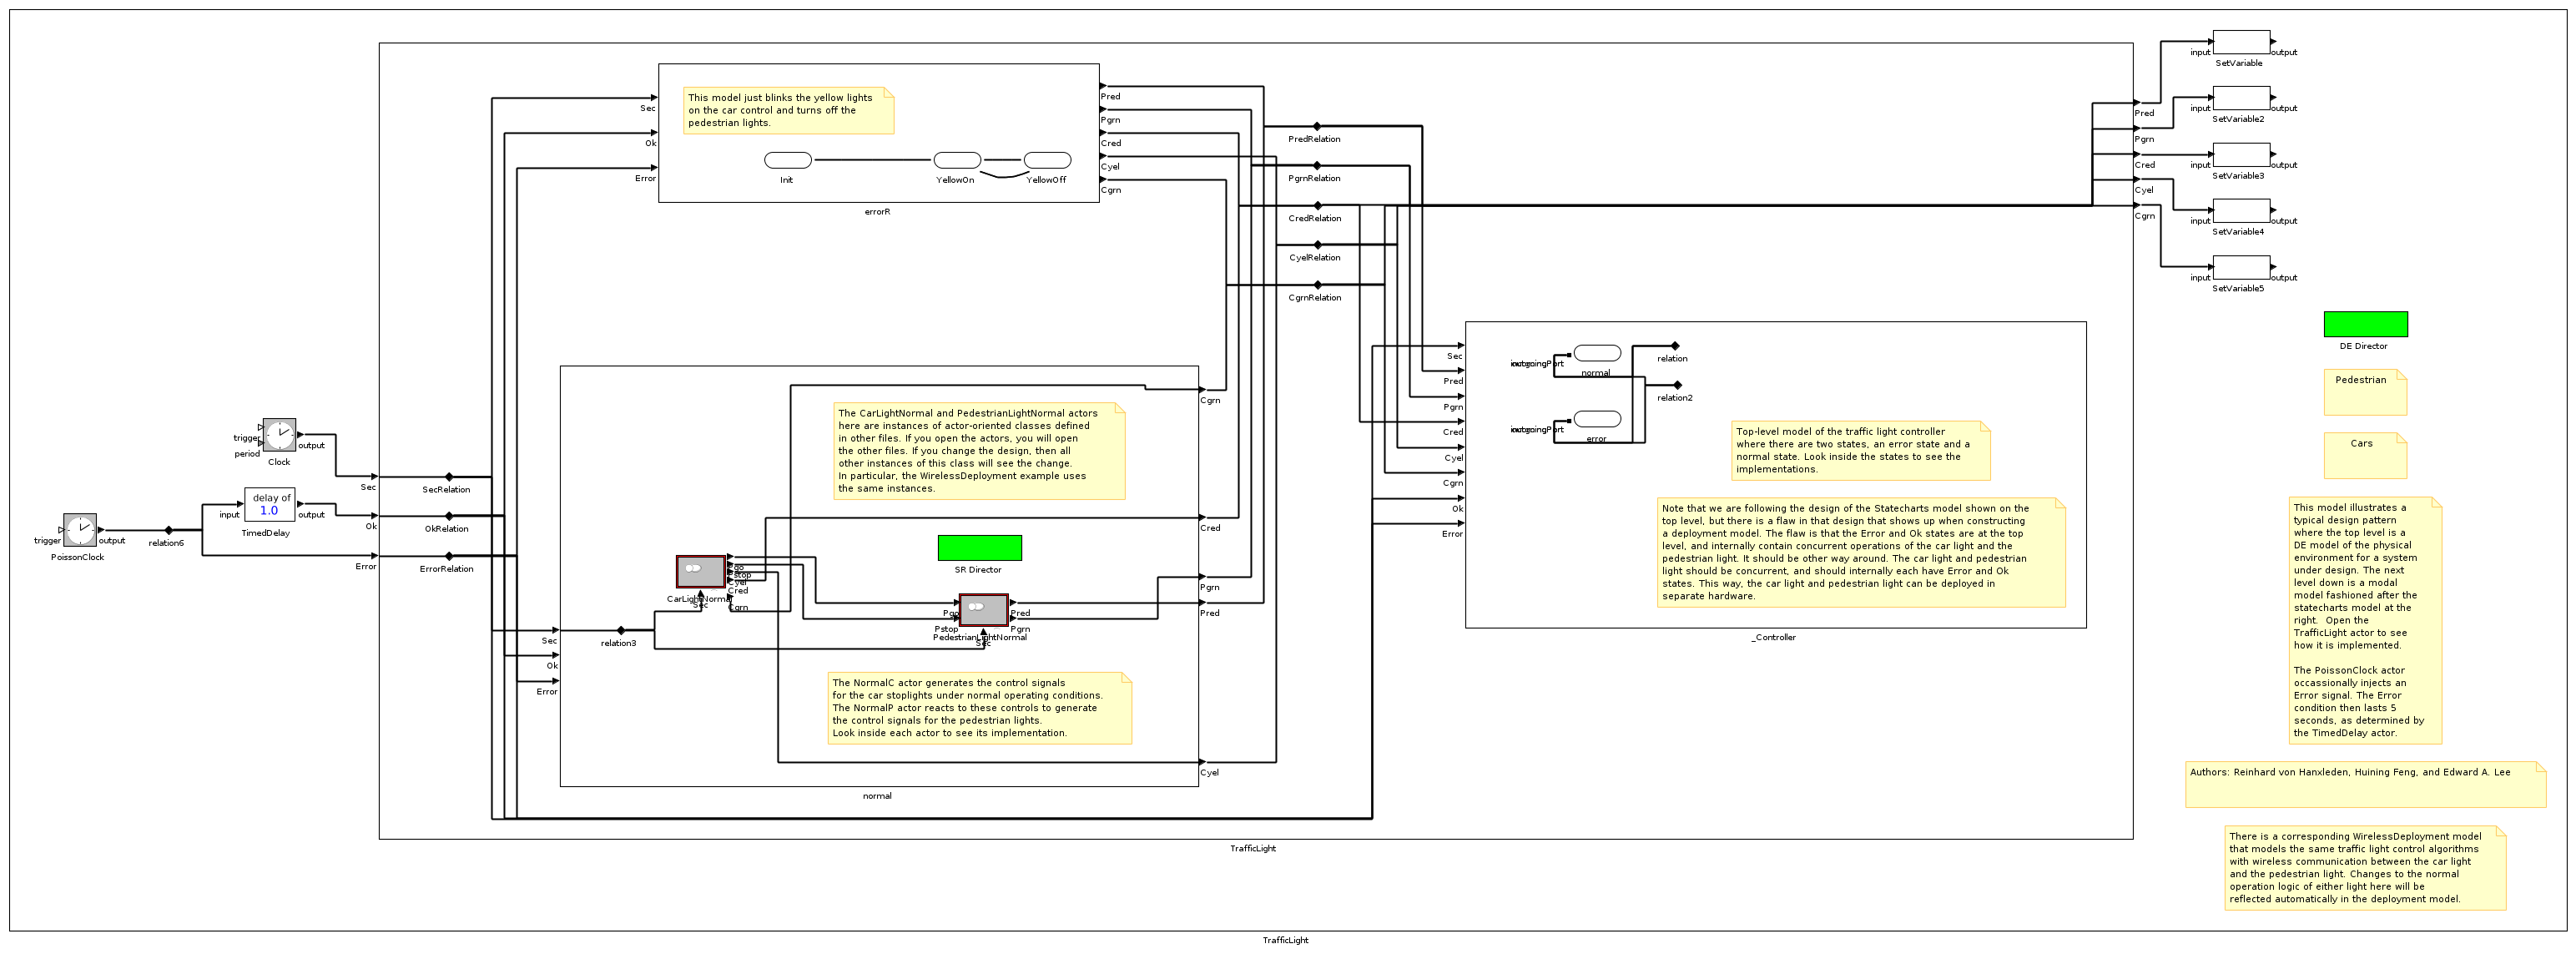 This model just blinks the yellow lights
on the car control and turns off the
pedestrian lights.
Sec
Ok
Error
Init
YellowOn
YellowOff
Pred
Pgrn
Cred
Cyel
Cgrn
errorR
PredRelation
PgrnRelation
CredRelation
CyelRelation
CgrnRelation
Pred
Pgrn
Cred
Cyel
Cgrn
input
output
SetVariable
input
output
SetVariable2
input
output
SetVariable3
input
output
SetVariable4
input
output
SetVariable5
DE Director
Pedestrian
Cars
trigger
period
output
Clock
delay of
1.0
input
output
TimedDelay
trigger
output
PoissonClock
relation6
Sec
Ok
Error
SecRelation
OkRelation
ErrorRelation
The CarLightNormal and PedestrianLightNormal actors
here are instances of actor-oriented classes defined
in other files. If you open the actors, you will open
the other files. If you change the design, then all
other instances of this class will see the change.
In particular, the WirelessDeployment example uses
the same instances.
SR Director
Pgo
Pstop
Cyel
Cred
Cgrn
CarLightNormal
Sec
Pgo
Pstop
Pred
Pgrn
PedestrianLightNormal
Sec
Sec
Ok
Error
relation3
Cgrn
Cred
Pgrn
Pred
Cyel
The NormalC actor generates the control signals
for the car stoplights under normal operating conditions.
The NormalP actor reacts to these controls to generate
the control signals for the pedestrian lights.
Look inside each actor to see its implementation.
normal
Sec
Pred
Pgrn
Cred
Cyel
Cgrn
Ok
Error
normal
error
relation
relation2
Top-level model of the traffic light controller
where there are two states, an error state and a
normal state. Look inside the states to see the
implementations.
Note that we are following the design of the Statecharts model shown on the
top level, but there is a flaw in that design that shows up when constructing
a deployment model. The flaw is that the Error and Ok states are at the top
level, and internally contain concurrent operations of the car light and the
pedestrian light. It should be other way around. The car light and pedestrian
light should be concurrent, and should internally each have Error and Ok
states. This way, the car light and pedestrian light can be deployed in
separate hardware.
_Controller
This model illustrates a
typical design pattern
where the top level is a
DE model of the physical
environment for a system
under design. The next
level down is a modal
model fashioned after the
statecharts model at the
right.  Open the
TrafficLight actor to see
how it is implemented.
The PoissonClock actor
occassionally injects an
Error signal. The Error
condition then lasts 5
seconds, as determined by
the TimedDelay actor.
Authors: Reinhard von Hanxleden, Huining Feng, and Edward A. Lee
There is a corresponding WirelessDeployment model
that models the same traffic light control algorithms
with wireless communication between the car light
and the pedestrian light. Changes to the normal
operation logic of either light here will be
reflected automatically in the deployment model.
TrafficLight
TrafficLight